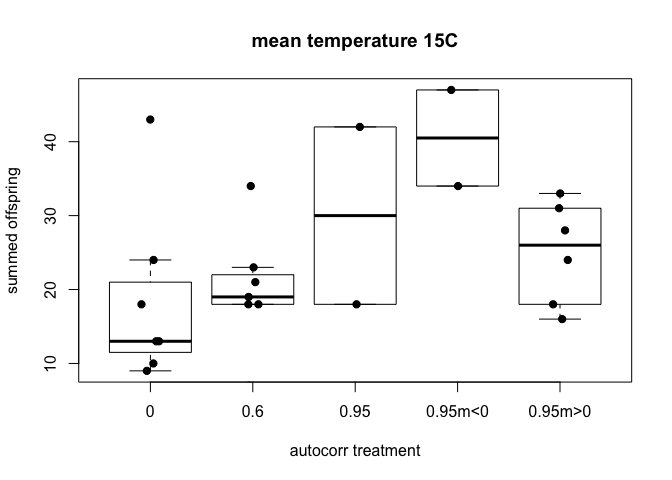 mean temperature 15C
summed offspring
40
30
20
10
0 0.6 0.95 0.95m<0 0.95m>0
autocorr treatment